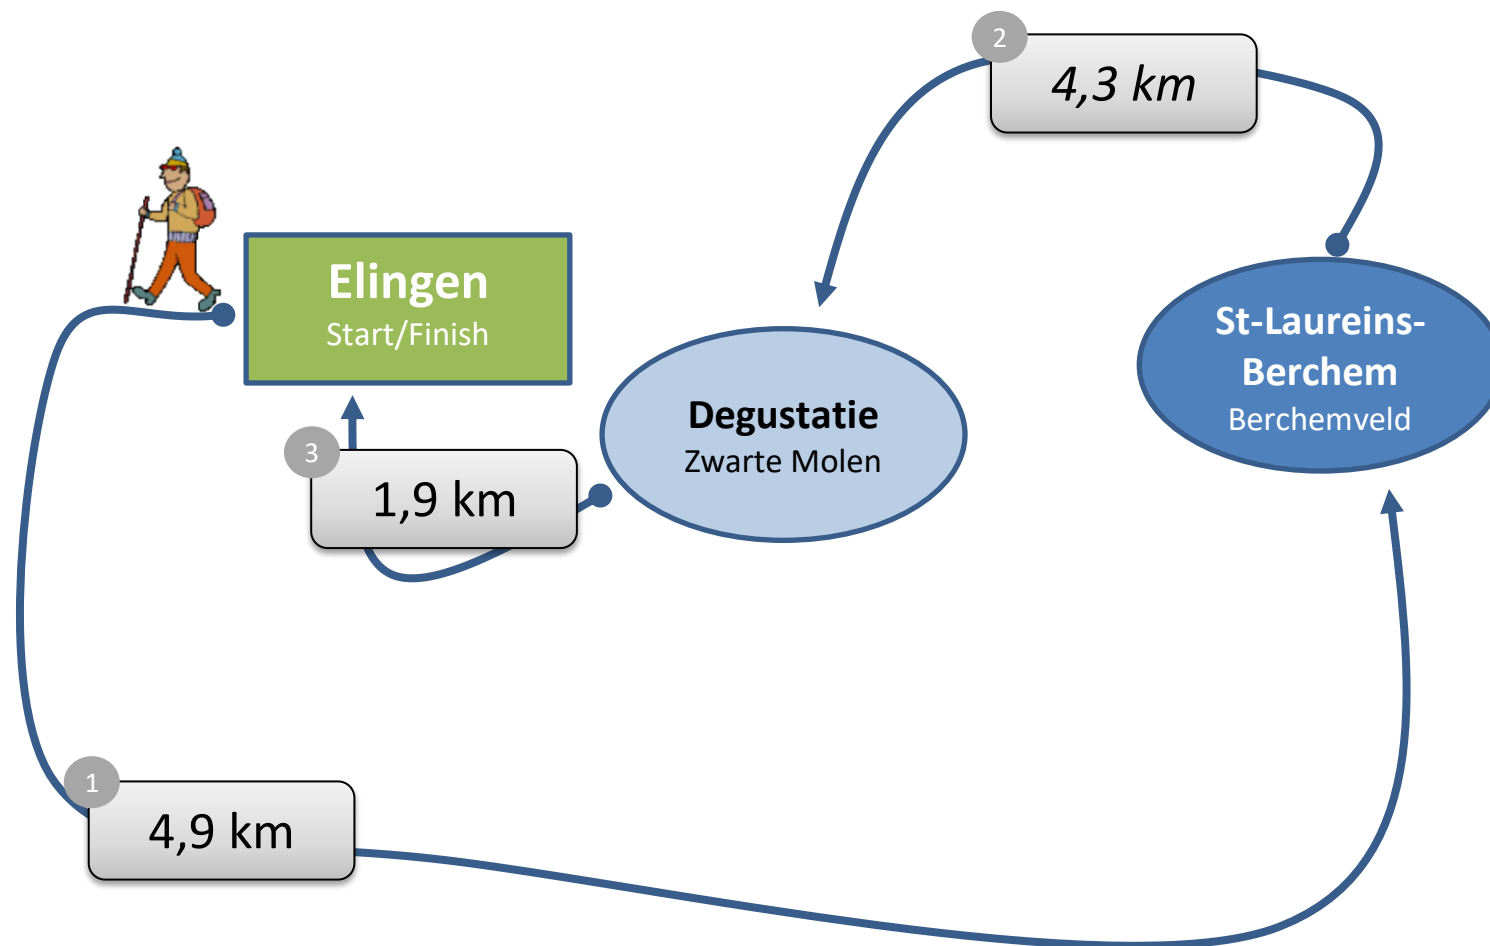 2
4,3 km
Elingen
Start/Finish
St-Laureins-
Berchem
Berchemveld
Degustatie
Zwarte Molen
3
1,9 km
1
4,9 km